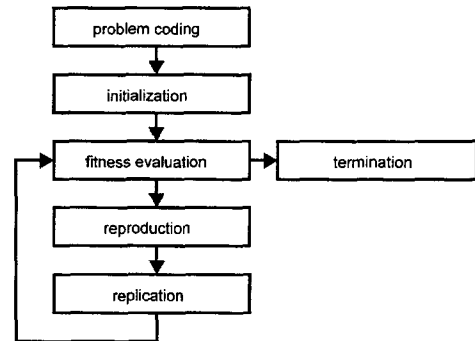 problem coding
initialization
fitness evaluation
termination
reproduction
replication